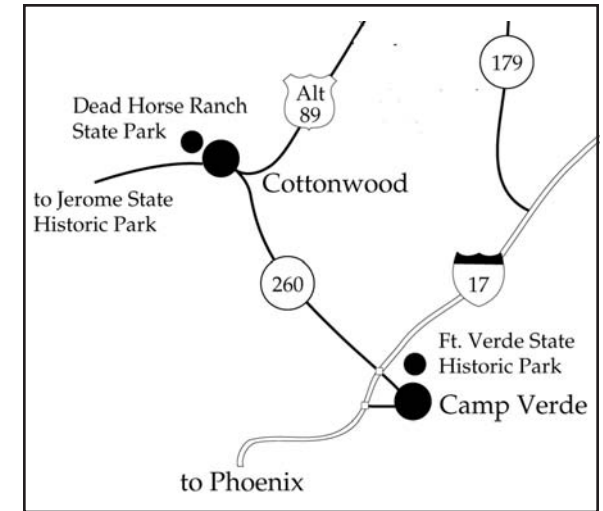 179
Alt
89
Dead Horse Ranch
State Park
Cottonwood
to Jerome State
Historic Park
260
17
Ft. Verde State
Historic Park
Camp Verde
to Phoenix